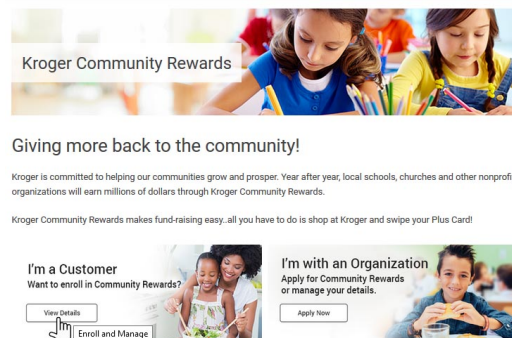 Kroger Community Rewards
Giving more back to the community!
Kroger is committed to helping our communities grow and prosper. Year after year, local schools, churches and other nonprofi
organizations will earn millions of dollars through Kroger Community Rewards.
Kroger Community Rewards makes fund-raising easy..all you have to do is shop at Kroger and swipe your Plus Card!
I'm a Customer
Want to enroll in Community Rewards?
View Details
Enroll and Manage
I'm with an Organization
Apply for Community Rewards
or manage your details.
Apply Now